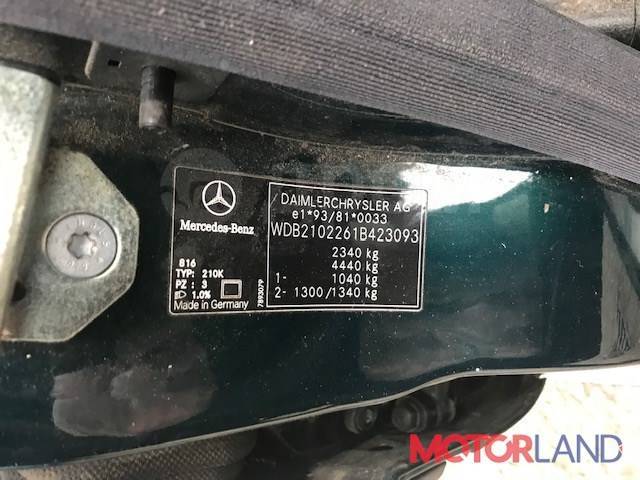 Mercedes-Benz
816
TYP: 210K
PZ : 3
1.0%
Made in Germany
7893079
DAIMLERCHRYSLER AG
e1*93/81*0033
WDB2102261B423093
2340 kg
4440 kg
1- 1040 kg
2- 1300/1340 kg
MOTORLAND